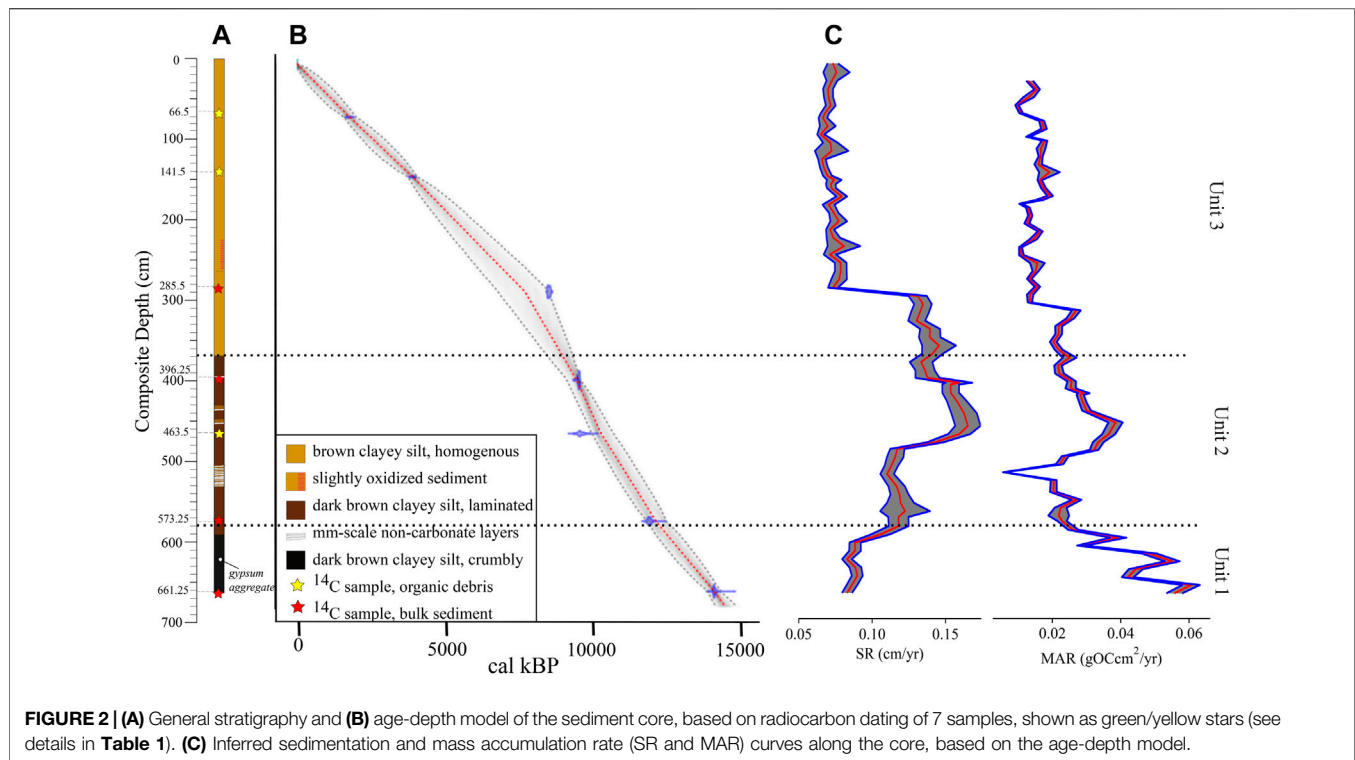 A
B
C
0
66.5
100
141.5
200
285.5
300
396.25
400
463.5
500
573.25
600
661.25
700
Composite Depth (cm)
gypsum
aggregate
brown clayey silt, homogenous
slightly oxidized sediment
dark brown clayey silt, laminated
mm-scale non-carbonate layers
dark brown clayey silt, crumbly
14C sample, organic debris
14C sample, bulk sediment
0
5000
10000
15000
cal kBP
0.05
0.10
0.15
SR (cm/yr)
0.02
0.04
0.06
MAR (gOCcm2/yr)
Unit 3
Unit 2
Unit 1
FIGURE 2 | (A) General stratigraphy and (B) age-depth model of the sediment core, based on radiocarbon dating of 7 samples, shown as green/yellow stars (see
details in Table 1). (C) Inferred sedimentation and mass accumulation rate (SR and MAR) curves along the core, based on the age-depth model.